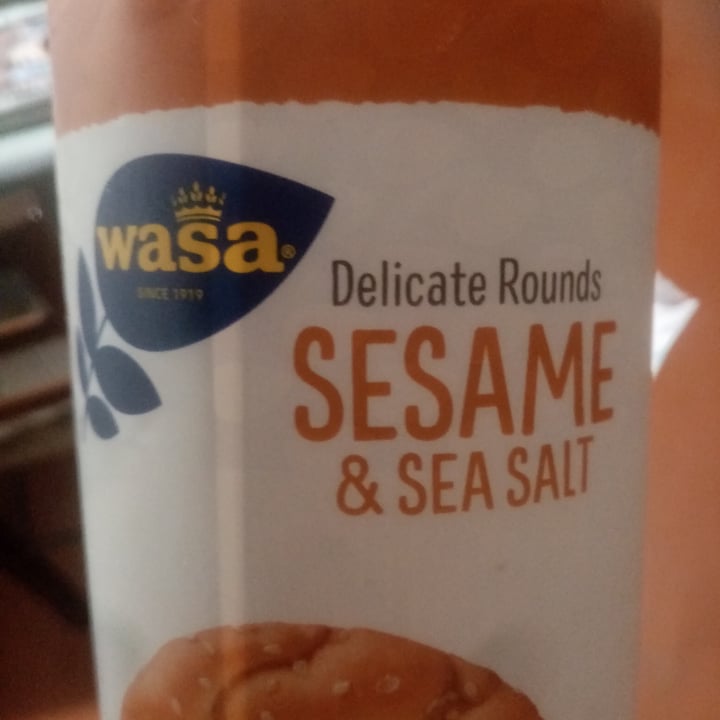 wasa®
SINCE 1919
Delicate Rounds
SESAME
& SEA SALT